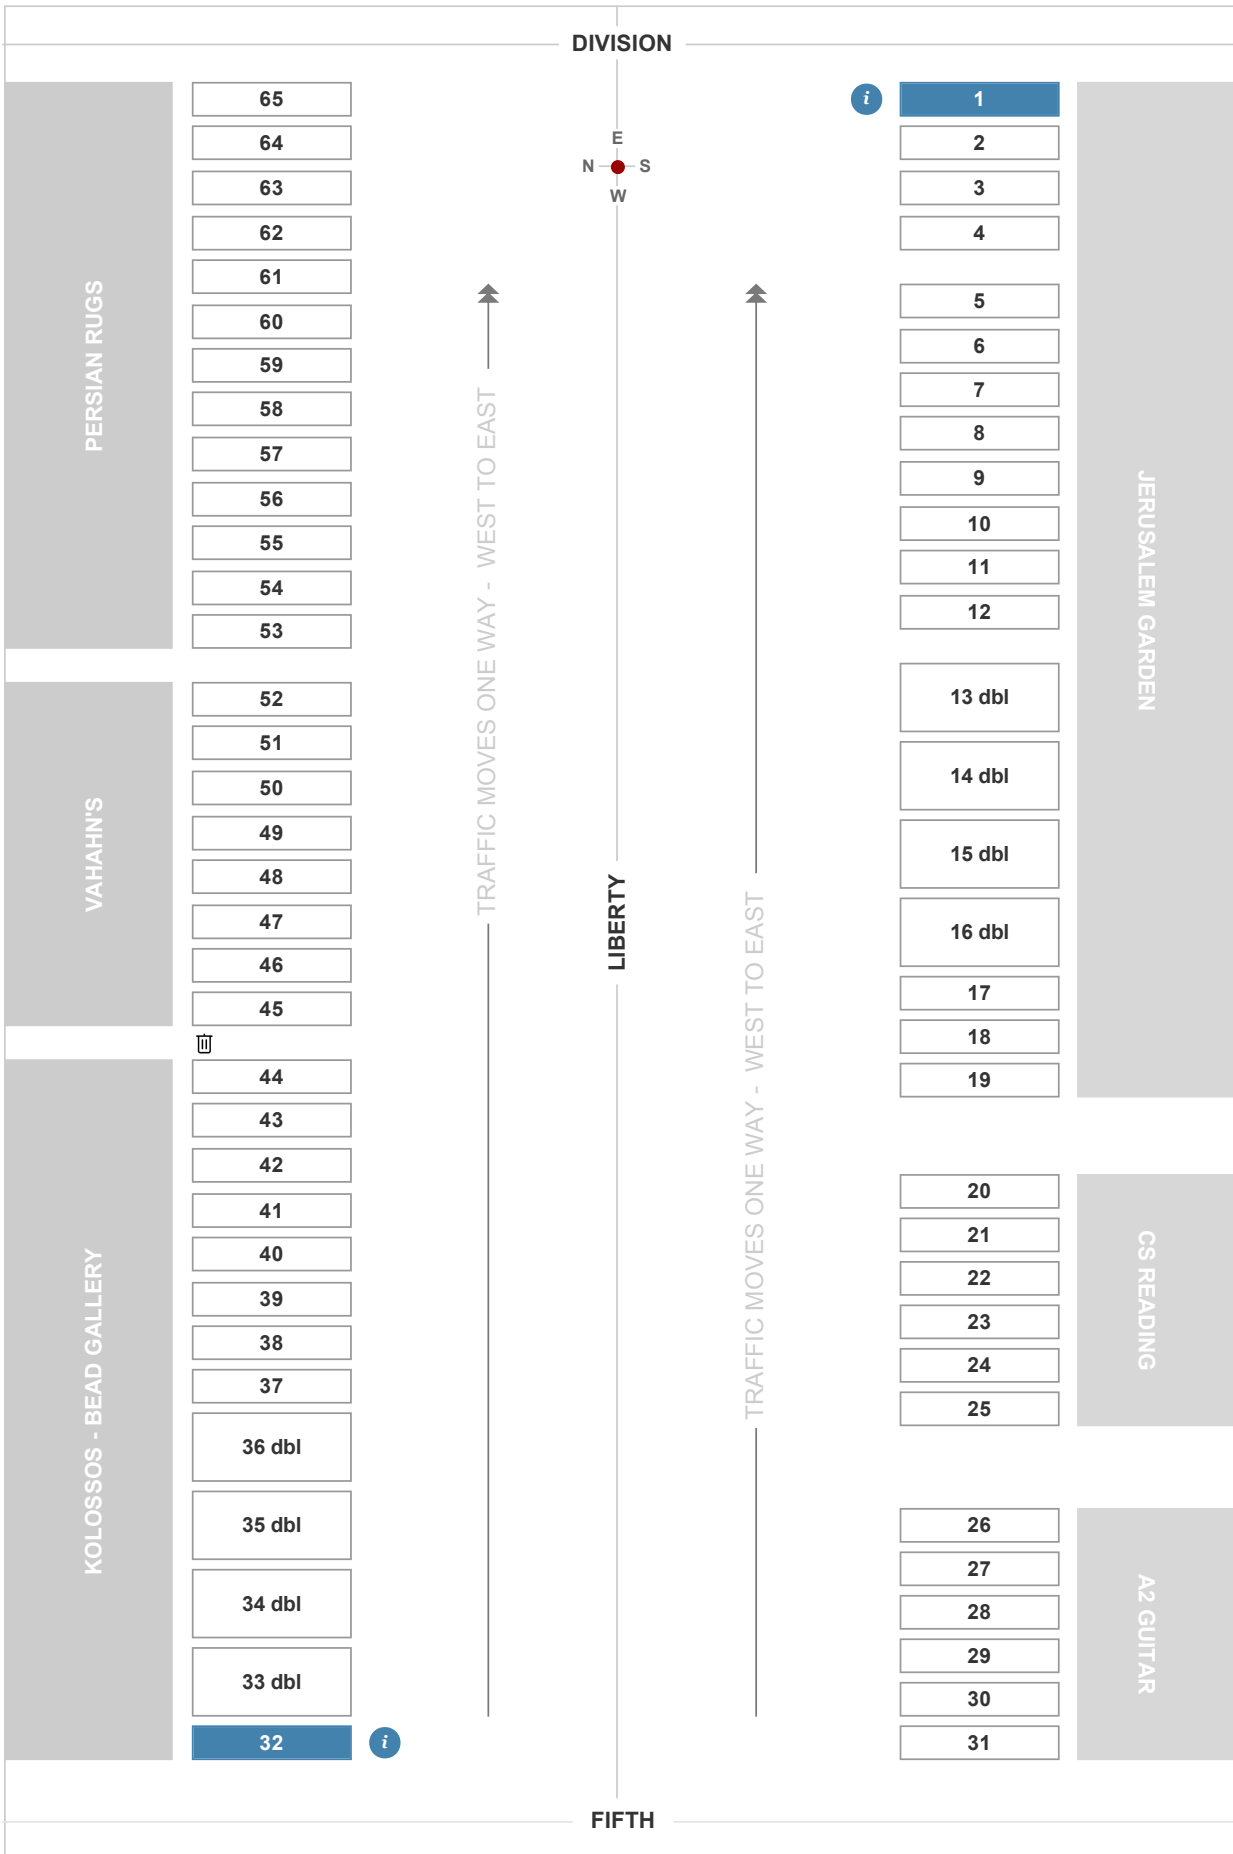 DIVISION
65
64
63
62
61
60
59
58
57
56
55
54
53
52
51
50
49
48
47
46
45
44
43
42
41
40
39
38
37
36 dbl
35 dbl
34 dbl
33 dbl
32
i
PERSIAN RUGS
VAHAHN'S
KOLOSSOS - BEAD GALLERY
TRAFFIC MOVES ONE WAY - WEST TO EAST
E
N S
W
LIBERTY
TRAFFIC MOVES ONE WAY - WEST TO EAST
i
1
2
3
4
5
6
7
8
9
10
11
12
13 dbl
14 dbl
15 dbl
16 dbl
17
18
19
20
21
22
23
24
25
26
27
28
29
30
31
JERUSALEM GARDEN
CS READING
A2 GUITAR
FIFTH